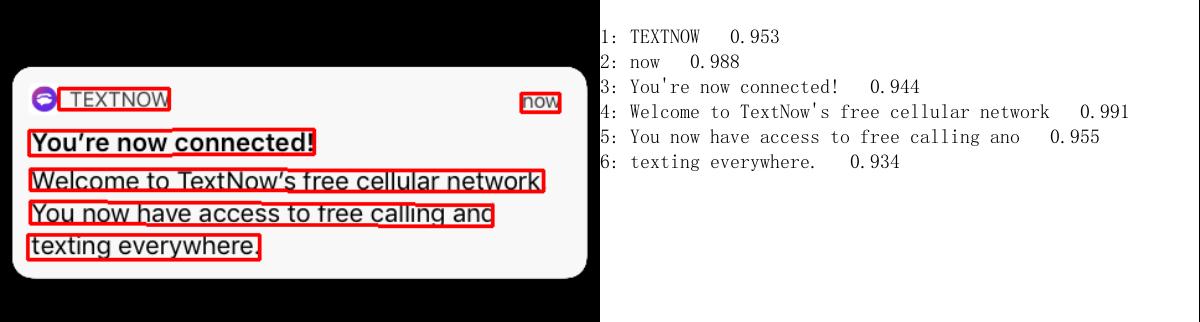 TEXTNOW
now
You're now connected!
Welcome to TextNow's free cellular network
You now have access to free calling and
texting everywhere.
1: TEXTNOW 0.953
2: now 0.988
3: You're now connected! 0.944
4: Welcome to TextNow's free cellular network 0.991
5: You now have access to free calling ano 0.955
6: texting everywhere. 0.934